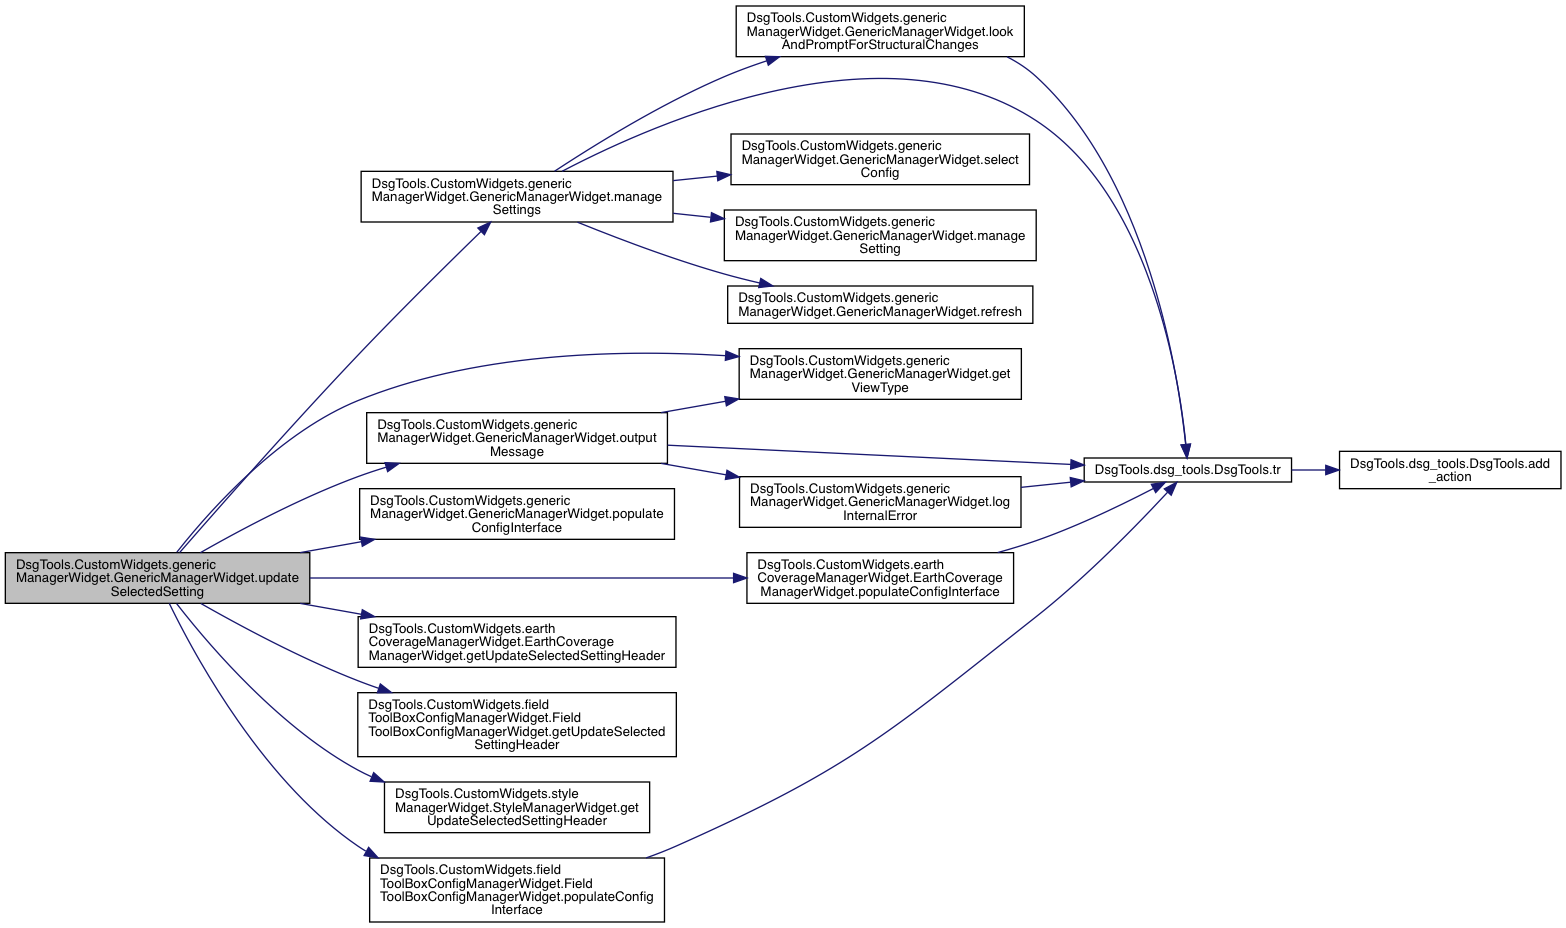 DsgTools.CustomWidgets.generic
ManagerWidget.GenericManagerWidget.look
AndPromptForStructuralChanges
DsgTools.CustomWidgets.generic
ManagerWidget.GenericManagerWidget.select
Config
DsgTools.CustomWidgets.generic
ManagerWidget.GenericManagerWidget.manage
Settings
DsgTools.CustomWidgets.generic
ManagerWidget.GenericManagerWidget.manage
Setting
DsgTools.CustomWidgets.generic
ManagerWidget.GenericManagerWidget.refresh
DsgTools.CustomWidgets.generic
ManagerWidget.GenericManagerWidget.get
ViewType
DsgTools.CustomWidgets.generic
ManagerWidget.GenericManagerWidget.output
Message
DsgTools.dsg_tools.DsgTools.tr
DsgTools.dsg_tools.DsgTools.add
_action
DsgTools.CustomWidgets.generic
ManagerWidget.GenericManagerWidget.log
InternalError
DsgTools.CustomWidgets.generic
ManagerWidget.GenericManagerWidget.populate
ConfigInterface
DsgTools.CustomWidgets.generic
ManagerWidget.GenericManagerWidget.update
SelectedSetting
DsgTools.CustomWidgets.earth
CoverageManagerWidget.EarthCoverage
ManagerWidget.populateConfigInterface
DsgTools.CustomWidgets.earth
CoverageManagerWidget.EarthCoverage
ManagerWidget.getUpdateSelectedSettingHeader
DsgTools.CustomWidgets.field
ToolBoxConfigManagerWidget.Field
ToolBoxConfigManagerWidget.getUpdateSelected
SettingHeader
DsgTools.CustomWidgets.style
ManagerWidget.StyleManagerWidget.get
UpdateSelectedSettingHeader
DsgTools.CustomWidgets.field
ToolBoxConfigManagerWidget.Field
ToolBoxConfigManagerWidget.populateConfig
Interface